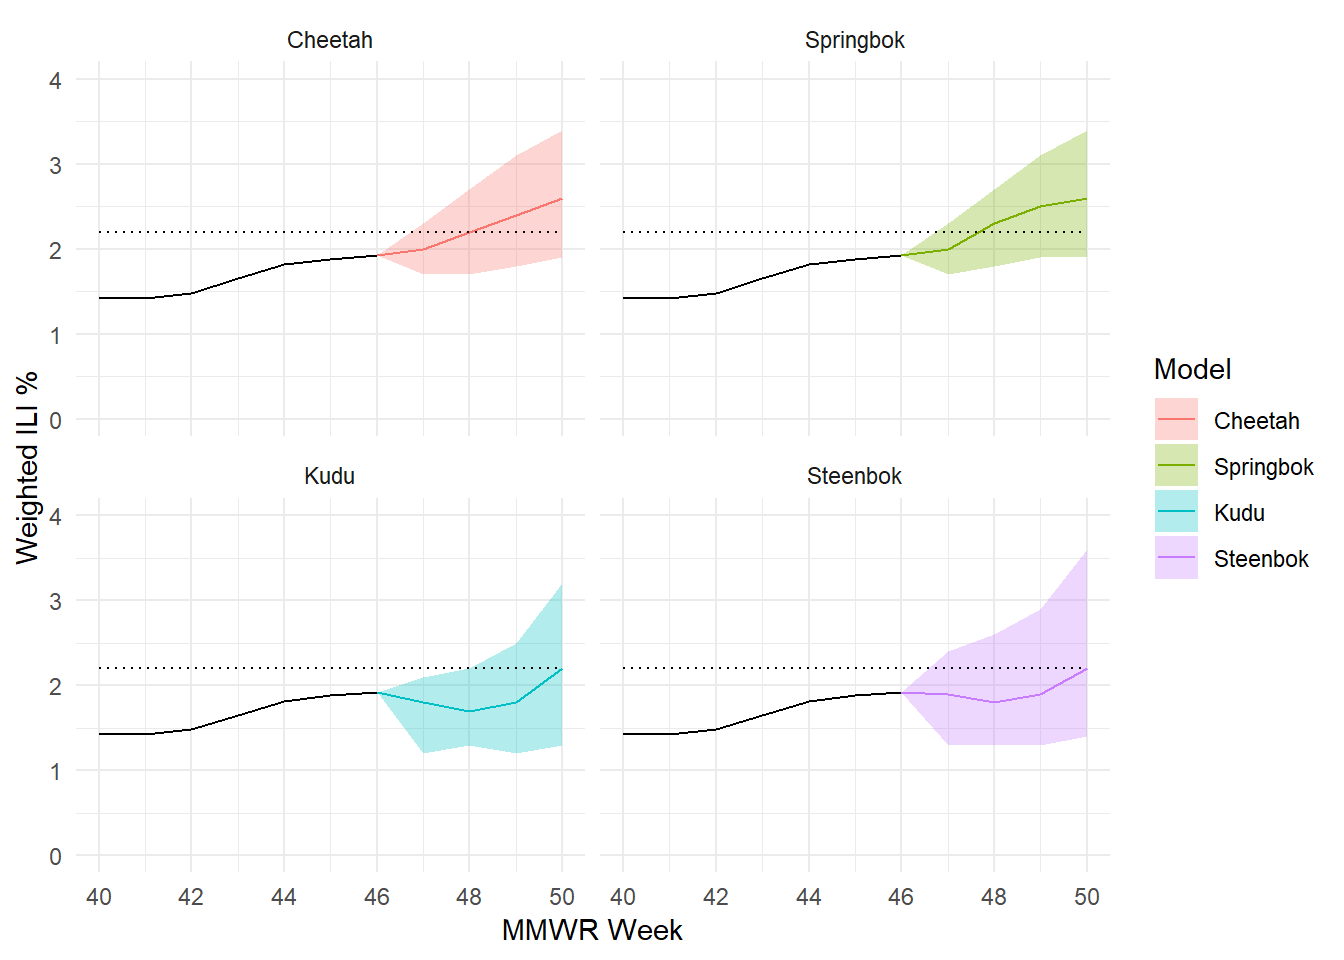 Cheetah
Springbok
4
3
2
1
0
Kudu
Steenbok
4
3
2
1
0
40 42 44 46 48 50
40 42 44 46 48 50
MMWR Week
Weighted ILI %
Model
Cheetah
Springbok
Kudu
Steenbok